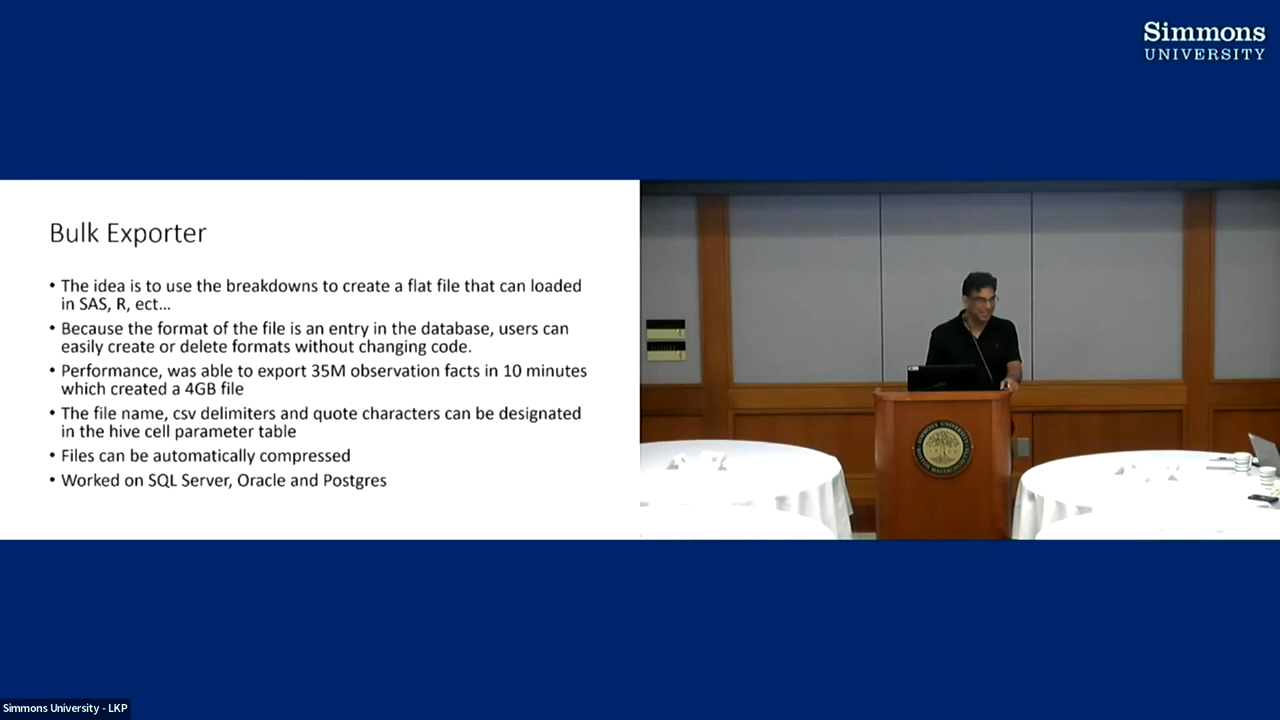 Simmons
UNIVERSITY
Bulk Exporter
• The idea is to use the breakdowns to create a flat file that can loaded
in SAS, R, ect...
• Because the format of the file is an entry in the database, users can
easily create or delete formats without changing code.
• Performance, was able to export 35M observation facts in 10 minutes
which created a 4GB file
• The file name, csv delimiters and quote characters can be designated
in the hive cell parameter table
• Files can be automatically compressed
• Worked on SQL Server, Oracle and Postgres
SIMMONS UNIVERSITY
BOSTON MASSACHUSETTS
Simmons University - LKP